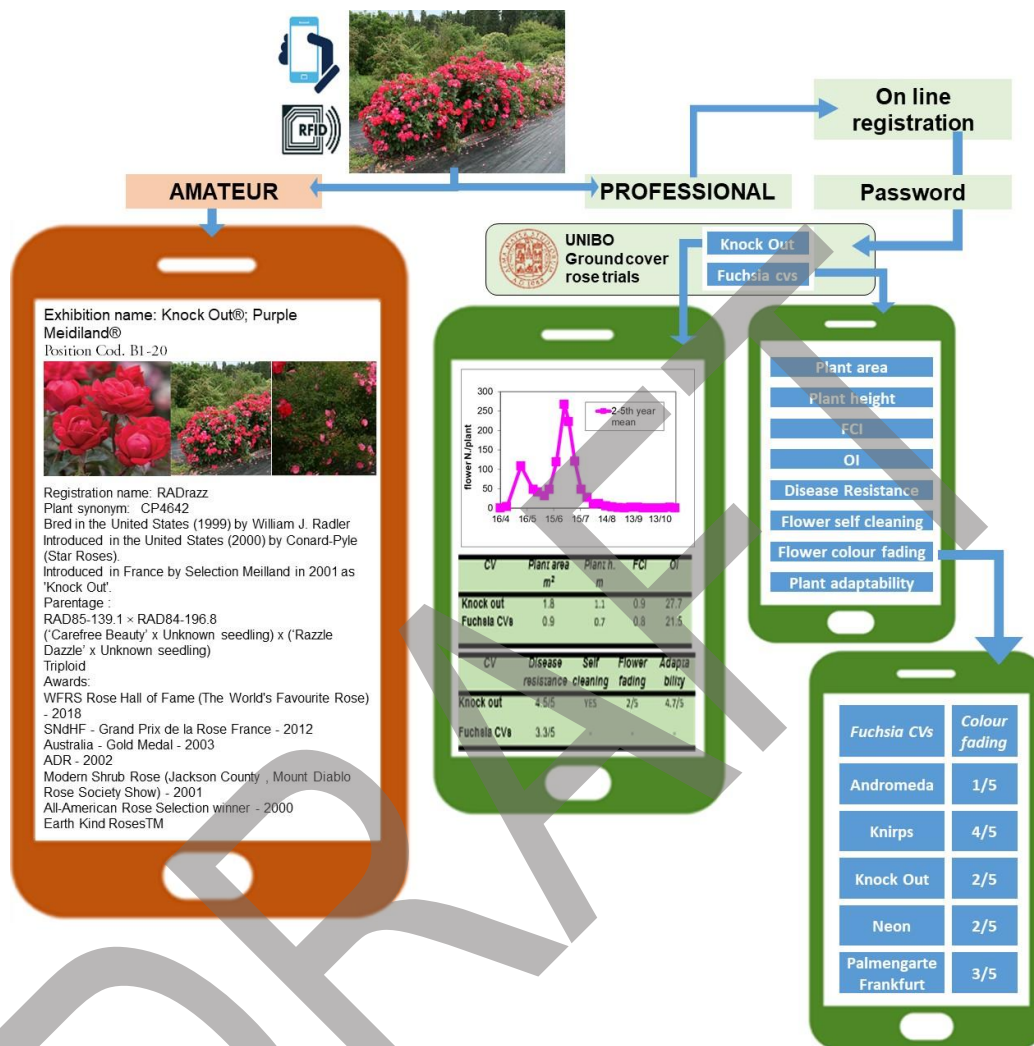 RFID
On line
registration
AMATEUR
PROFESSIONAL
Password
UNIBO
Ground cover
rose trials
Knock Out
Fuchsia cvs
Exhibition name: Knock Out®; Purple
Meidiland®
Position Cod. B1-20
Registration name: RADrazz
Plant synonym: CP4642
Bred in the United States (1999) by William J. Radler
Introduced in the United States (2000) by Conard-Pyle
(Star Roses).
Introduced in France by Selection Meilland in 2001 as
'Knock Out'.
Parentage :
RAD85-139.1 × RAD84-196.8
('Carefree Beauty' x Unknown seedling) x ('Razzle
Dazzle' x Unknown seedling)
Triploid
Awards:
WFRS Rose Hall of Fame (The World's Favourite Rose)
- 2018
SNdHF - Grand Prix de la Rose France - 2012
Australia - Gold Medal - 2003
ADR - 2002
Modern Shrub Rose (Jackson County , Mount Diablo
Rose Society Show) - 2001
All-American Rose Selection winner - 2000
Earth Kind RosesTM
flower N./plant
300
250
200
150
100
50
0
2-5th year
mean
16/4 16/5 15/6 15/7 14/8 13/9 13/10
CV Plant area Plant h. FCI OI
m² m
Knock out 1.8 1.1 0.9 27.7
Fuchsia CVs 0.9 0.7 0.8 21.5
CV Disease Self Flower Adapta
resistance cleaning fading bility
Knock out 4.5/5 YES 2/5 4.7/5
Fuchsia CVs 3.3/5 - - -
Plant area
Plant height
FCI
OI
Disease Resistance
Flower self cleaning
Flower colour fading
Plant adaptability
Fuchsia CVs Colour
fading
Andromeda 1/5
Knirps 4/5
Knock Out 2/5
Neon 2/5
Palmengarte
Frankfurt 3/5
DRAFT